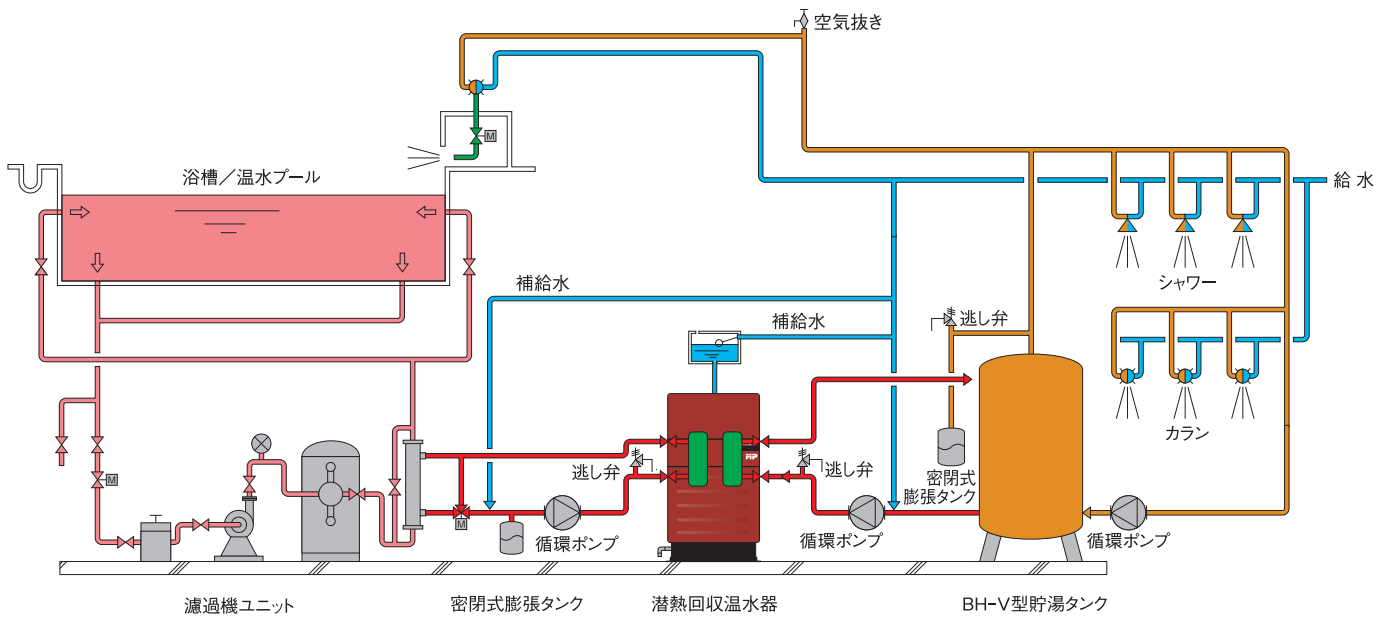 空気抜き
M
浴槽／温水プール
給水
シャワー
補給水
補給水
逃し弁
カラン
HP
逃し弁
逃し弁
密閉式
膨張タンク
M
M
循環ポンプ
循環ポンプ
循環ポンプ
濾過機ユニット
密閉式膨張タンク
潜熱回収温水器
BH-V型貯湯タンク